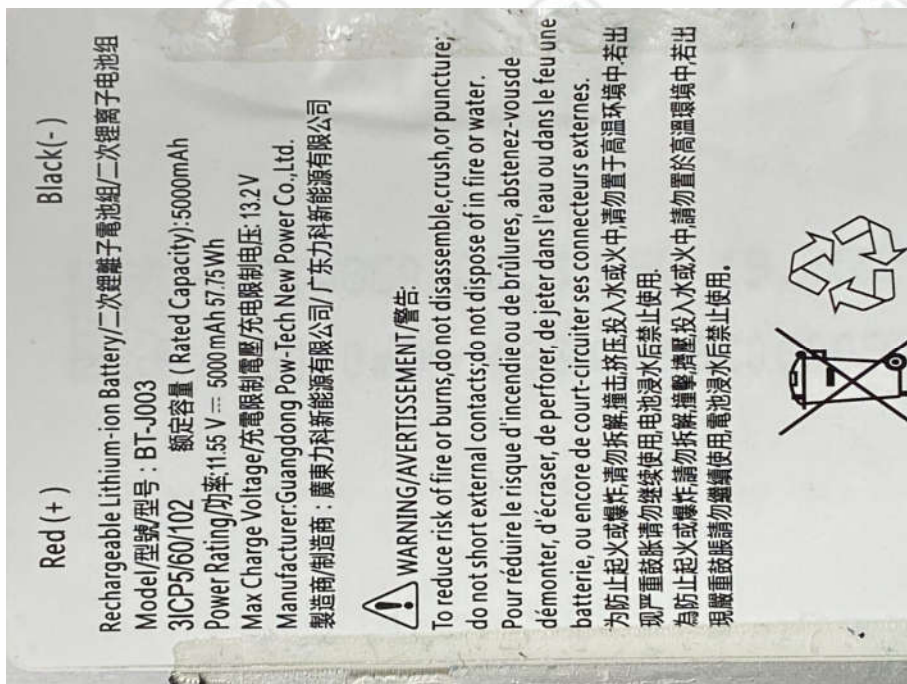 Red (+) Black(-)
Rechargeable Lithium-ion Battery/二次鋰離子電池組/二次锂离子电池组
Model/型號/型号：BT-J003
3ICP5/60/102 额定容量 ( Rated Capacity):5000mAh
Power Rating/功率:11.55 V ⎓ 5000mAh 57.75Wh
Max Charge Voltage/充電限制電壓/充电限制电压: 13.2 V
Manufacturer:Guangdong Pow-Tech New Power Co.,Ltd.
製造商/制造商：廣東力科新能源有限公司/ 广东力科新能源有限公司
WARNING/AVERTISSEMENT/警告:
To reduce risk of fire or burns,do not disassemble,crush,or puncture;
do not short external contacts;do not dispose of in fire or water.
Pour réduire le risque d'incendie ou de brûlures, abstenez-vousde
démonter, d'écraser, de perforer, de jeter dans l'eau ou dans le feu une
batterie, ou encore de court-circuiter ses connecteurs externes.
为防止起火或爆炸,请勿拆解,撞击,挤压,投入水或火中,请勿置于高温环境中.若出
现严重鼓胀请勿继续使用,电池浸水后禁止使用.
為防止起火或爆炸,請勿拆解,撞擊,擠壓,投入水或火中,請勿置於高溫環境中,若出
現嚴重鼓脹請勿繼續使用,電池浸水后禁止使用。